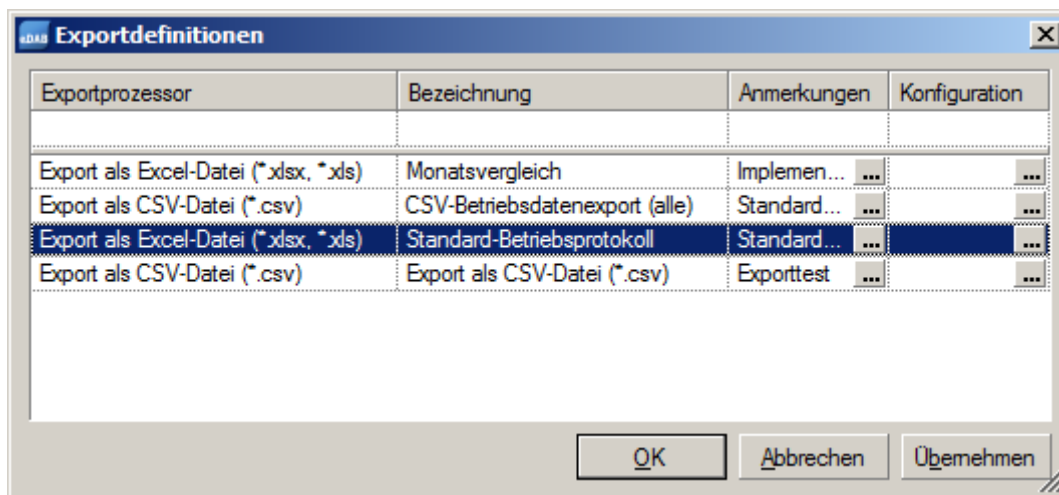 eDAB Exportdefinitionen
Exportprozessor Bezeichnung Anmerkungen Konfiguration
Export als Excel-Datei (*.xlsx, *.xls) Monatsvergleich Implemen... ... ...
Export als CSV-Datei (*.csv) CSV-Betriebsdatenexport (alle) Standard... ... ...
Export als Excel-Datei (*.xlsx, *.xls) Standard-Betriebsprotokoll Standard... ... ...
Export als CSV-Datei (*.csv) Export als CSV-Datei (*.csv) Exporttest ... ...
OK Abbrechen Übernehmen